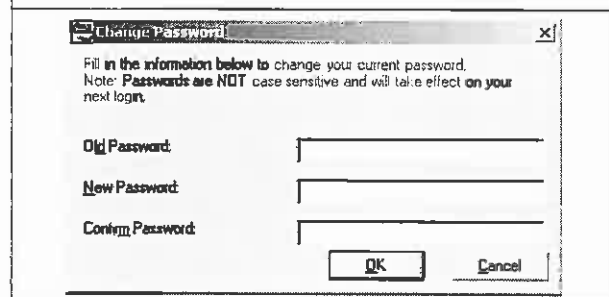 Change Password
Fill in the information below to change your current password.
Note: Passwords are NOT case sensitive and will take effect on your
next login.
Old Password:
New Password:
Confirm Password:
OK Cancel